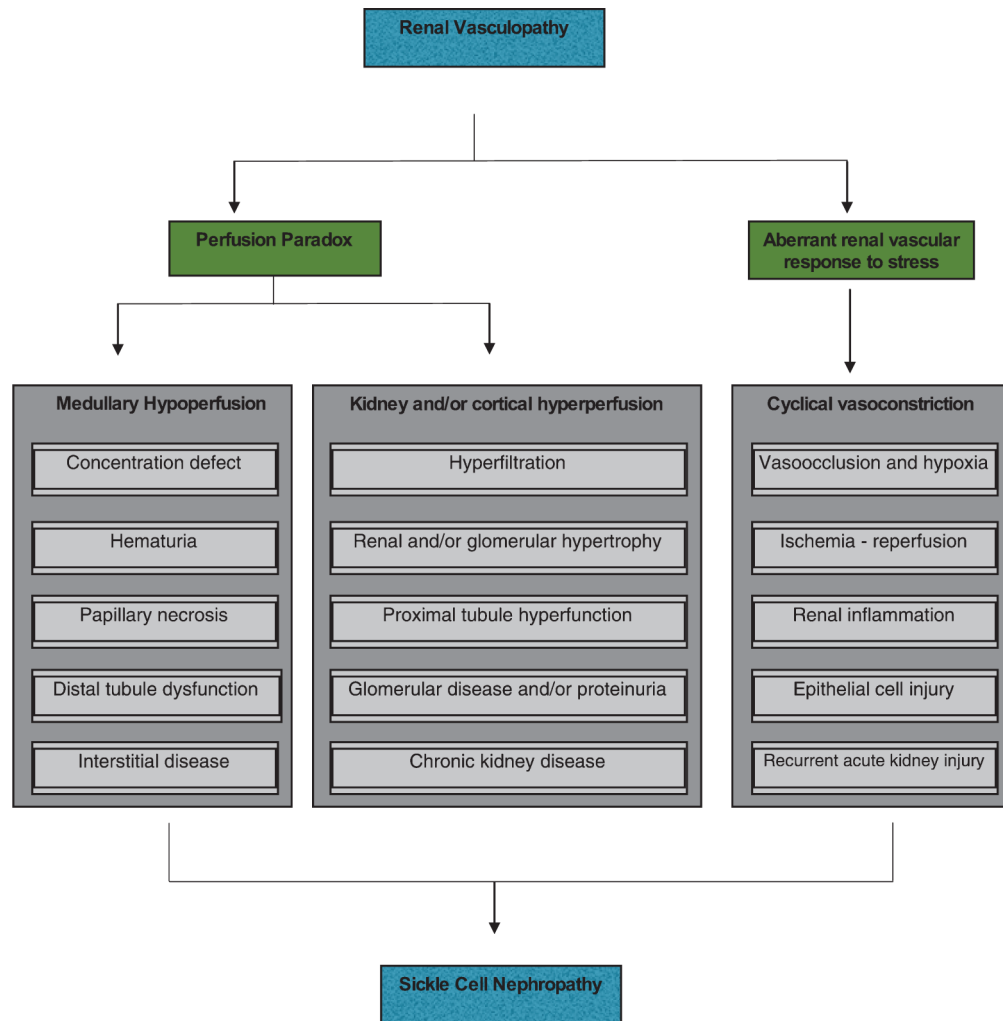 Renal Vasculopathy
Perfusion Paradox
Aberrant renal vascular
response to stress
Medullary Hypoperfusion
Concentration defect
Hematuria
Papillary necrosis
Distal tubule dysfunction
Interstitial disease
Kidney and/or cortical hyperperfusion
Hyperfiltration
Renal and/or glomerular hypertrophy
Proximal tubule hyperfunction
Glomerular disease and/or proteinuria
Chronic kidney disease
Cyclical vasoconstriction
Vasoocclusion and hypoxia
Ischemia - reperfusion
Renal inflammation
Epithelial cell injury
Recurrent acute kidney injury
Sickle Cell Nephropathy